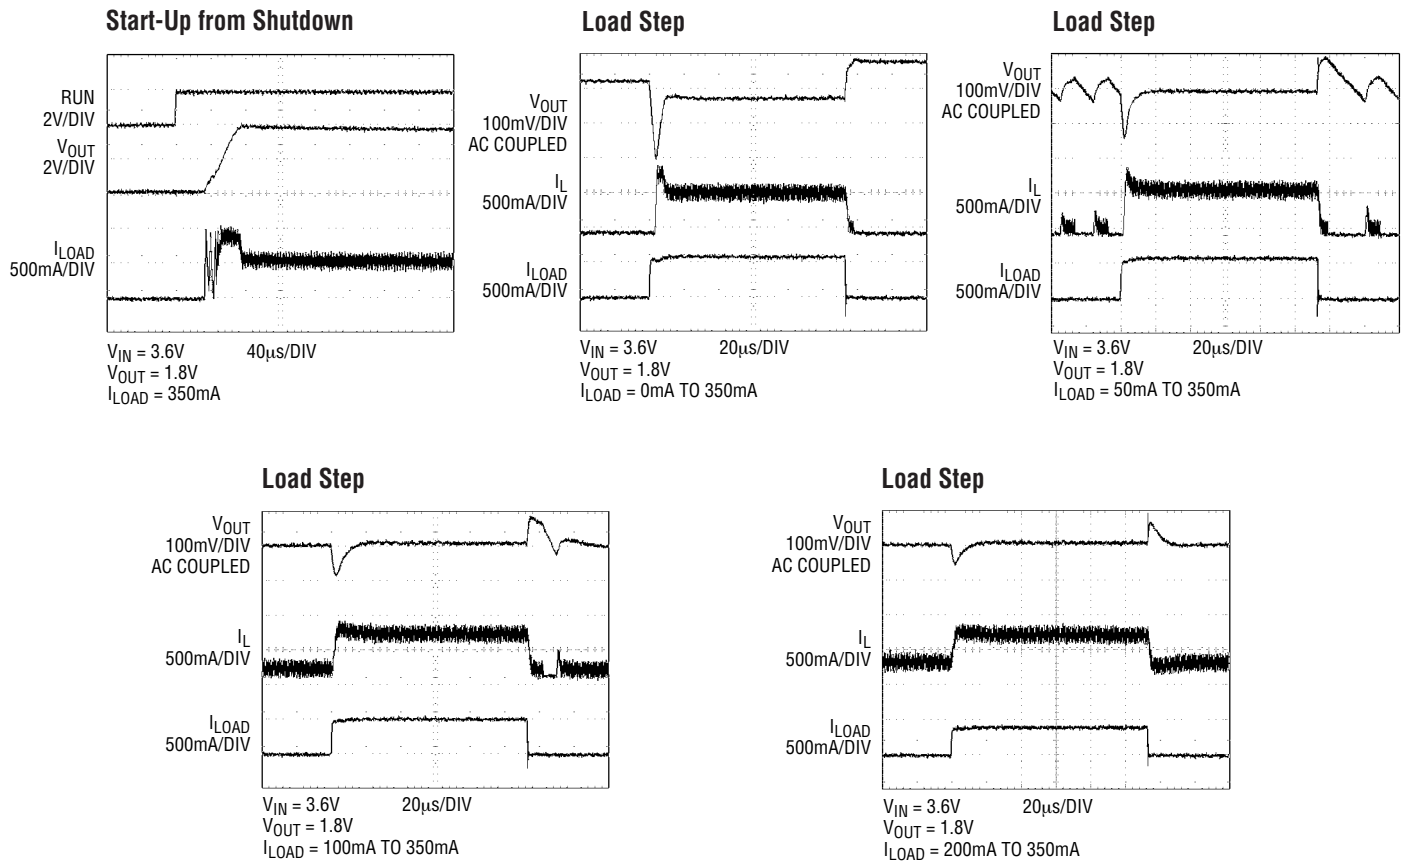 Start-Up from Shutdown
RUN
2V/DIV
VOUT
2V/DIV
ILOAD
500mA/DIV
VIN = 3.6V
40µs/DIV
VOUT = 1.8V
ILOAD = 350mA
Load Step
VOUT
100mV/DIV
AC COUPLED
IL
500mA/DIV
ILOAD
500mA/DIV
VIN = 3.6V
20µs/DIV
VOUT = 1.8V
ILOAD = 0mA TO 350mA
Load Step
VOUT
100mV/DIV
AC COUPLED
IL
500mA/DIV
ILOAD
500mA/DIV
VIN = 3.6V
20µs/DIV
VOUT = 1.8V
ILOAD = 50mA TO 350mA
Load Step
VOUT
100mV/DIV
AC COUPLED
IL
500mA/DIV
ILOAD
500mA/DIV
VIN = 3.6V
20µs/DIV
VOUT = 1.8V
ILOAD = 100mA TO 350mA
Load Step
VOUT
100mV/DIV
AC COUPLED
IL
500mA/DIV
ILOAD
500mA/DIV
VIN = 3.6V
20µs/DIV
VOUT = 1.8V
ILOAD = 200mA TO 350mA